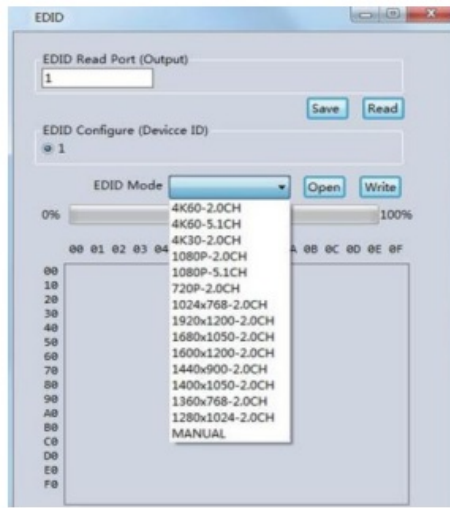 EDID
EDID Read Port (Output)
1
Save Read
EDID Configure (Devicce ID)
1
EDID Mode Open Write
0% 100%
4K60-2.0CH
4K60-5.1CH
4K30-2.0CH
1080P-2.0CH
1080P-5.1CH
720P-2.0CH
1024x768-2.0CH
1920x1200-2.0CH
1680x1050-2.0CH
1600x1200-2.0CH
1440x900-2.0CH
1400x1050-2.0CH
1360x768-2.0CH
1280x1024-2.0CH
MANUAL
00 01 02 03 04 A 0B 0C 0D 0E 0F
00
10
20
30
40
50
60
70
80
90
A0
B0
C0
D0
E0
F0